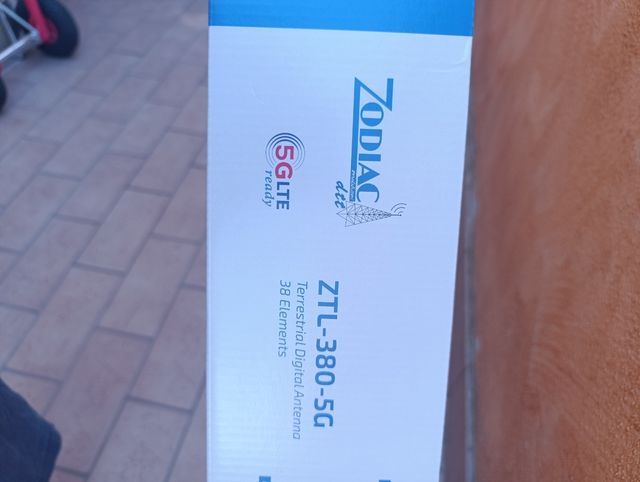 ZODIAC
dtt
5G LTE
ready
ZTL-380-5G
Terrestrial Digital Antenna
38 Elements